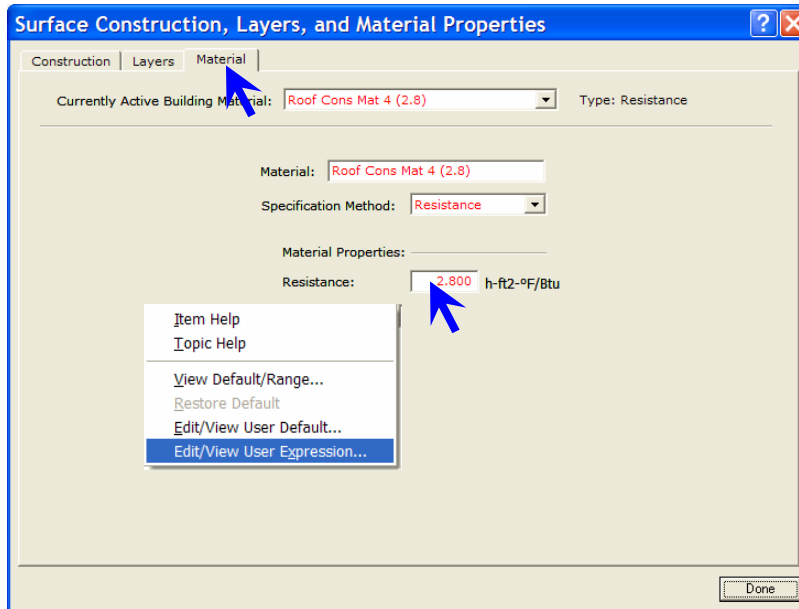 Surface Construction, Layers, and Material Properties ? X
Construction Layers Material
Currently Active Building Material: Roof Cons Mat 4 (2.8) Type: Resistance
Material: Roof Cons Mat 4 (2.8)
Specification Method: Resistance
Material Properties:
Resistance: 2.800 h-ft2-ºF/Btu
Item Help
Topic Help
View Default/Range...
Restore Default
Edit/View User Default...
Edit/View User Expression...
Done